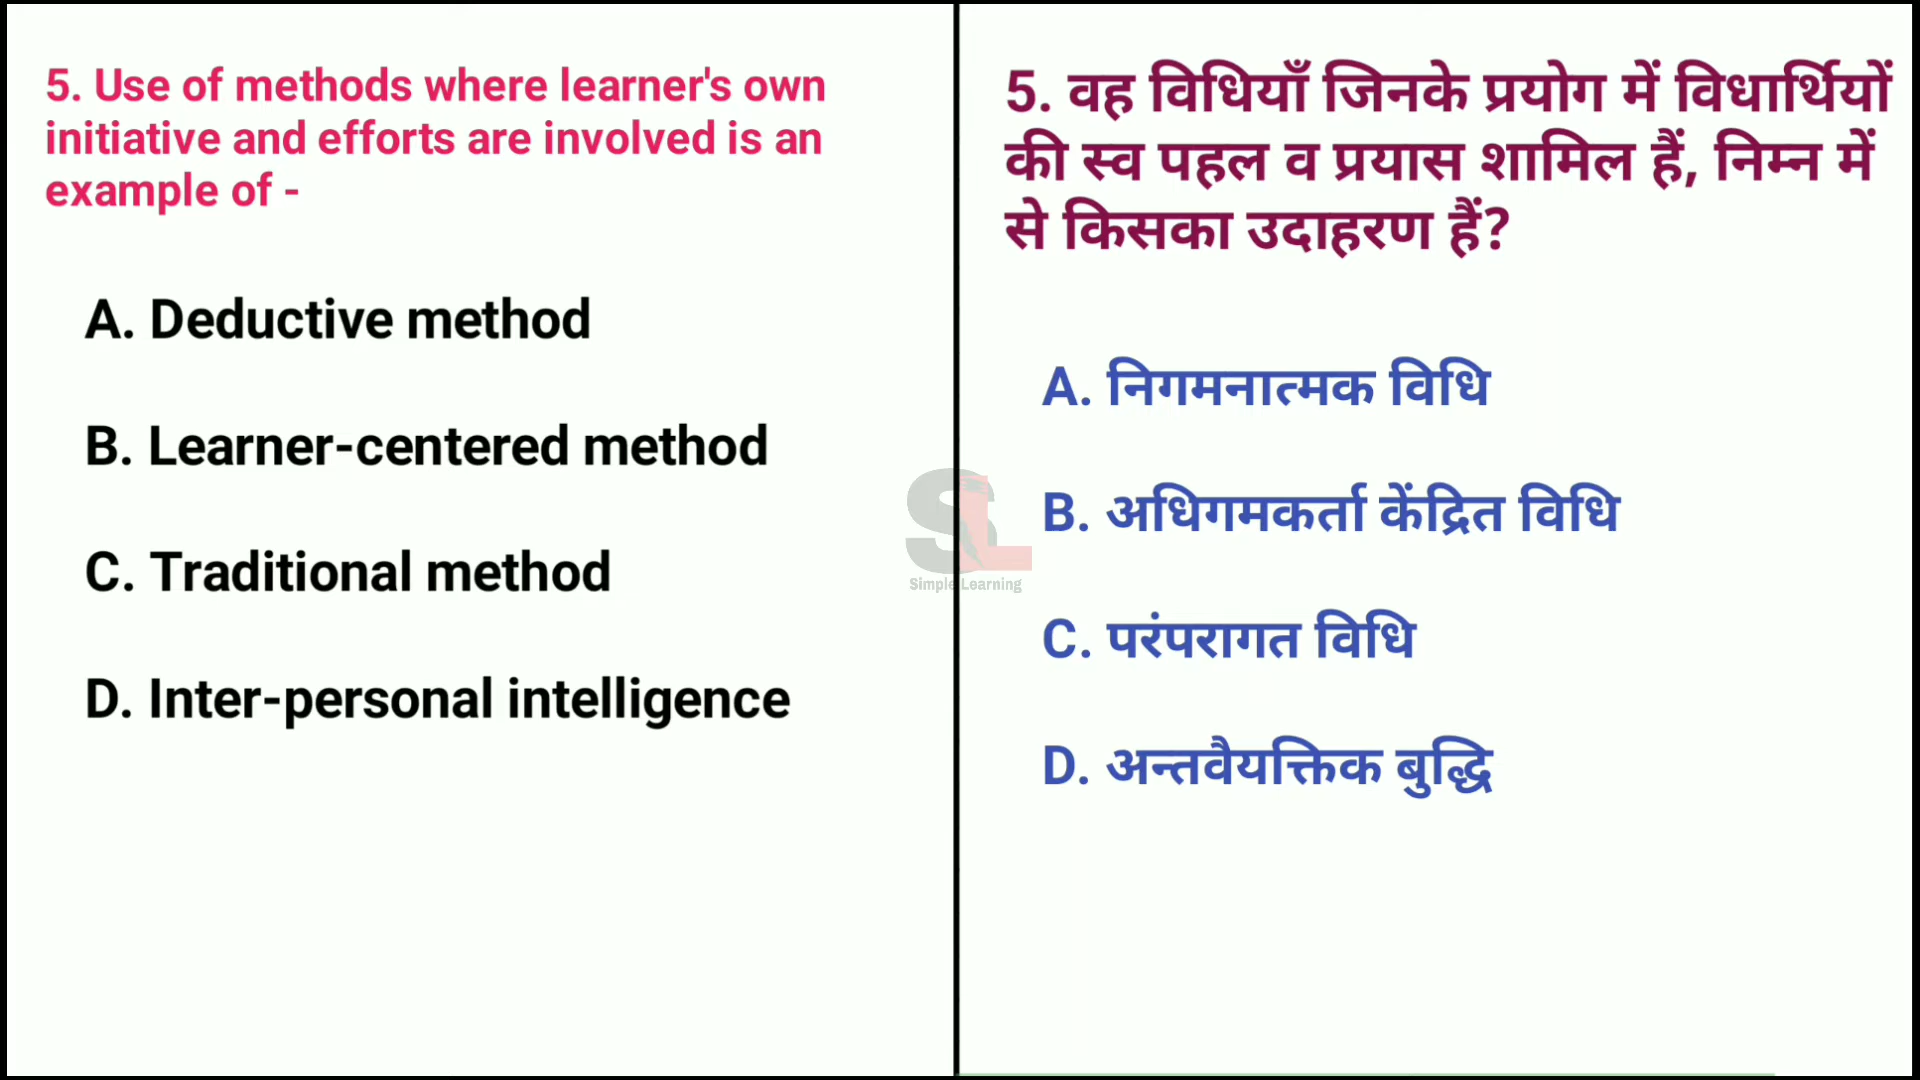 5. Use of methods where learner's own
initiative and efforts are involved is an
example of -
A. Deductive method
B. Learner-centered method
C. Traditional method
D. Inter-personal intelligence
5. वह विधियाँ जिनके प्रयोग में विधार्थियों
की स्व पहल व प्रयास शामिल हैं, निम्न में
से किसका उदाहरण हैं?
A. निगमनात्मक विधि
B. अधिगमकर्ता केंद्रित विधि
C. परंपरागत विधि
D. अन्तवैयक्तिक बुद्धि
SL
Simple Learning